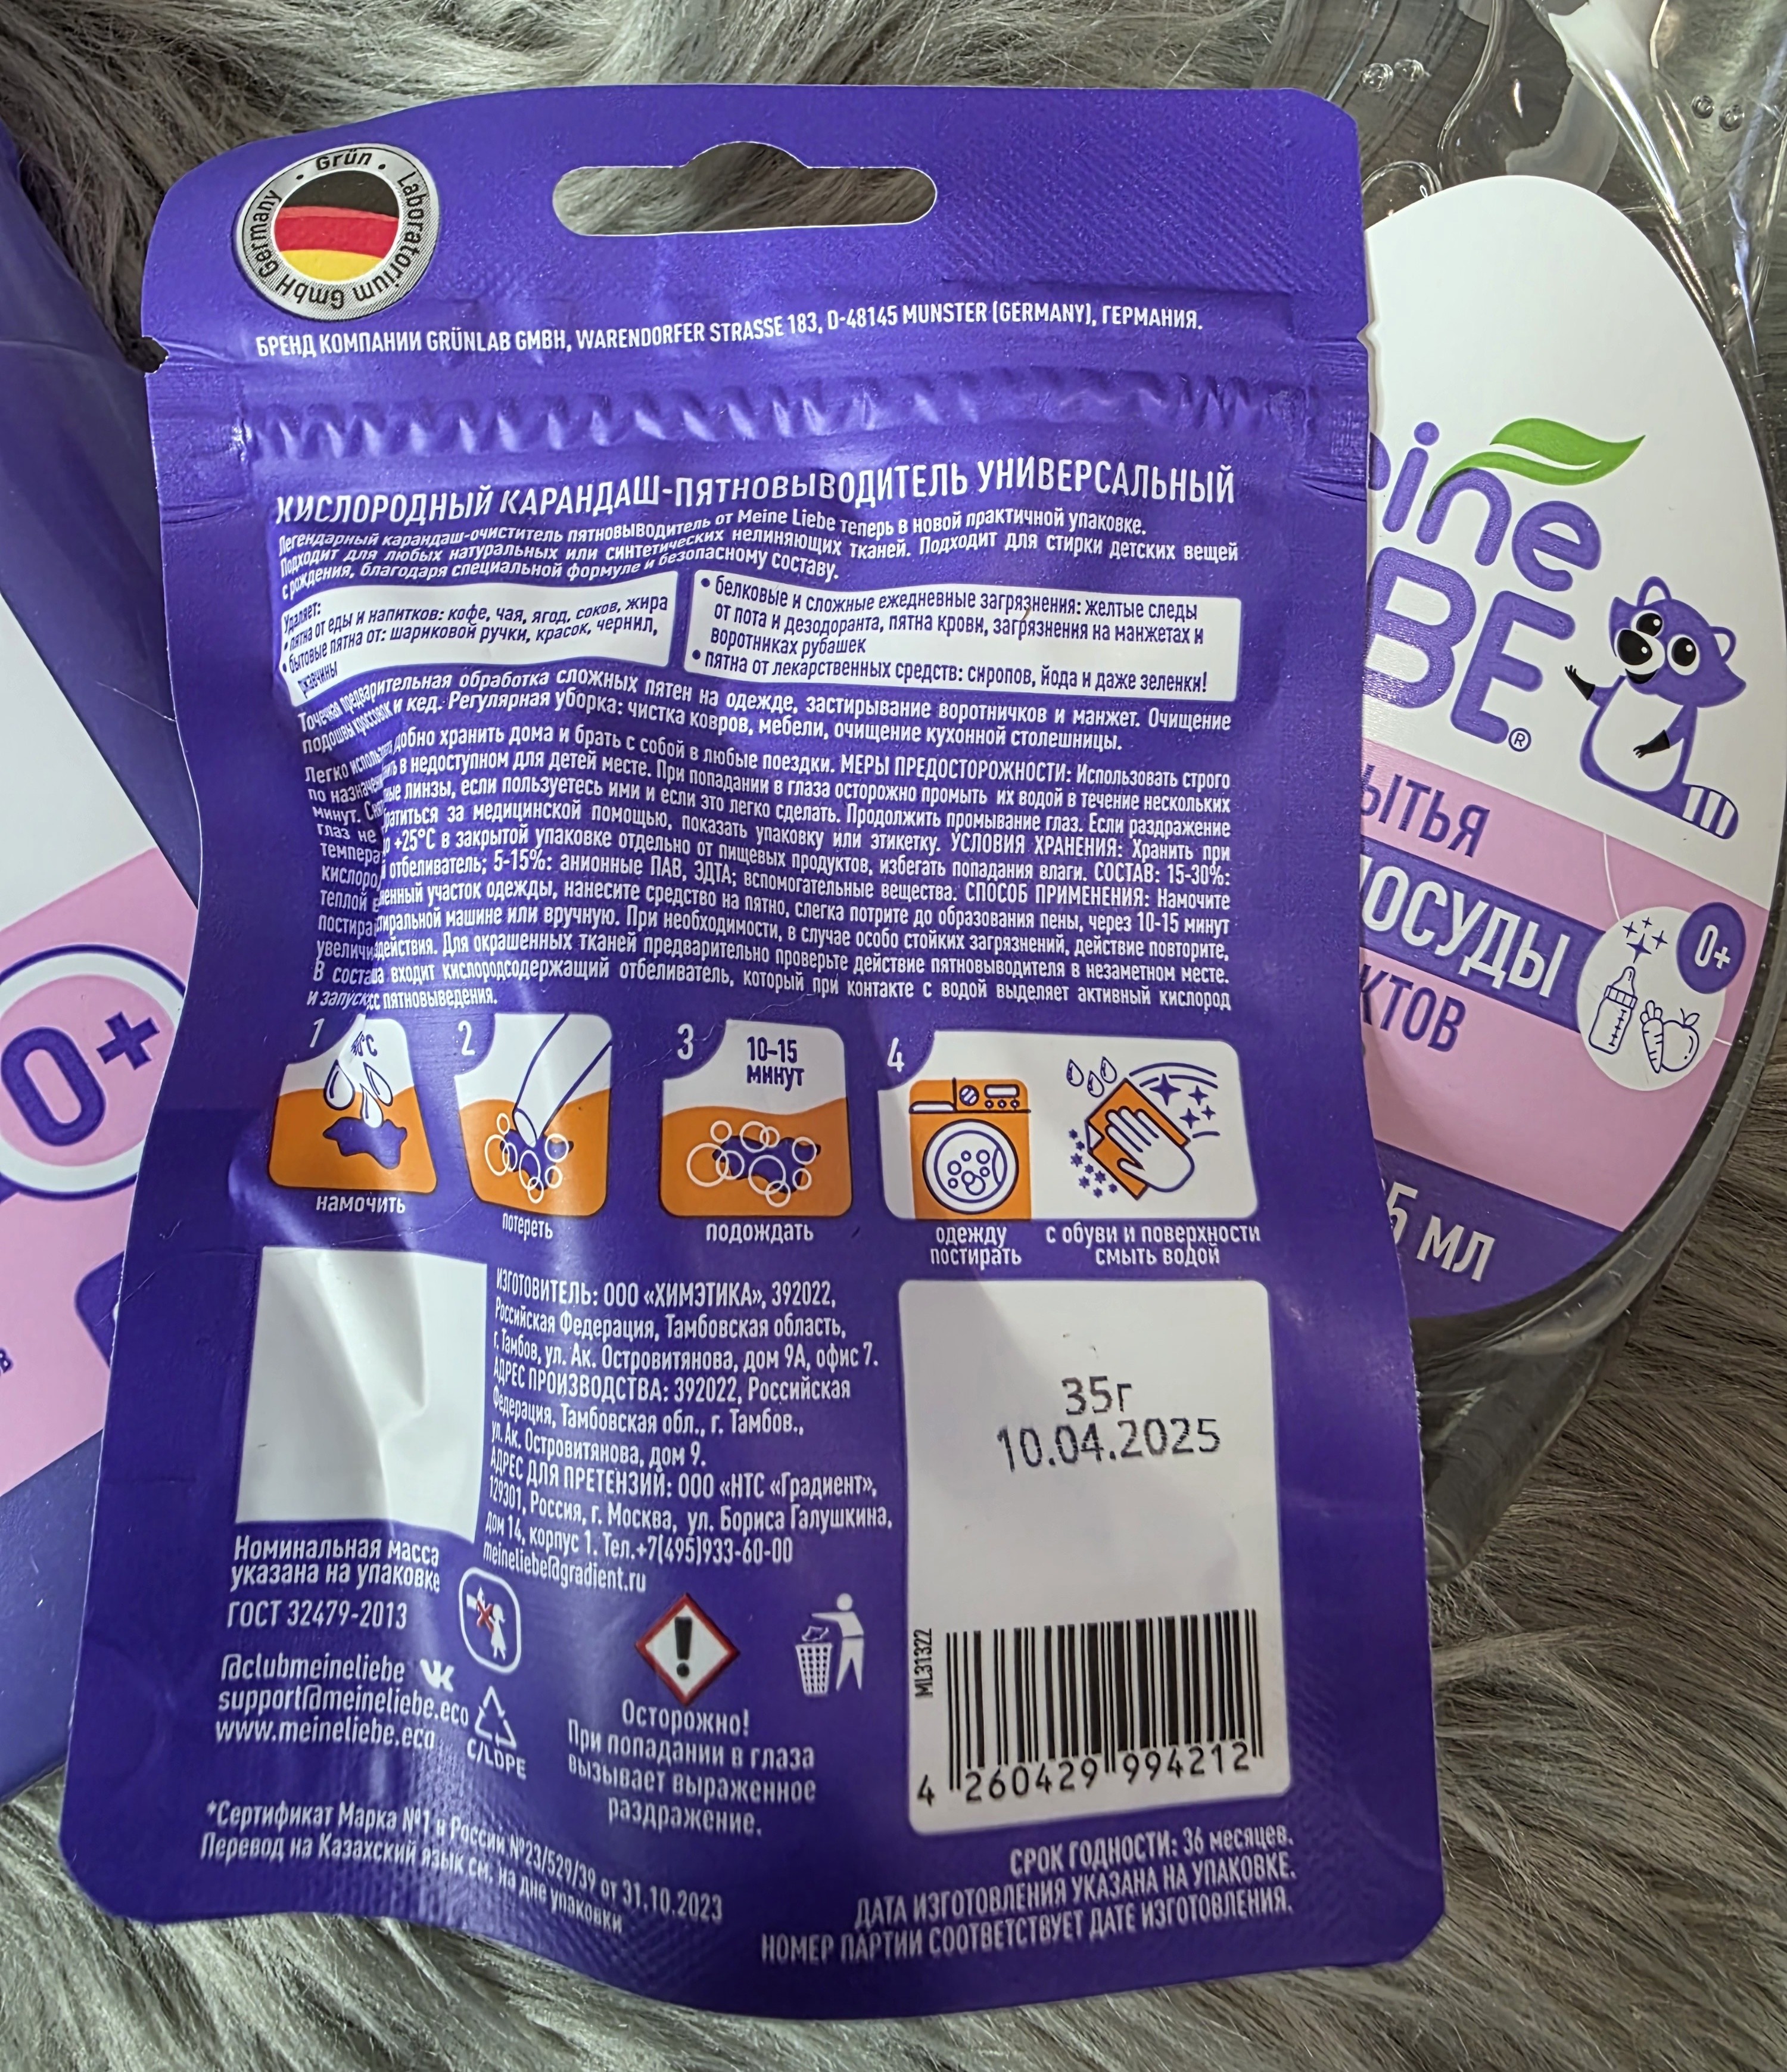 Grün Laboratorium GmbH Germany
БРЕНД КОМПАНИИ GRÜNLAB GMBH, WARENDORFER STRASSE 183, D-48145 MUNSTER (GERMANY), ГЕРМАНИЯ.
КИСЛОРОДНЫЙ КАРАНДАШ-ПЯТНОВЫВОДИТЕЛЬ УНИВЕРСАЛЬНЫЙ
Легендарный карандаш-очиститель пятновыводитель от Meine Liebe теперь в новой практичной упаковке.
Подходит для любых натуральных или синтетических нелиняющих тканей. Подходит для стирки детских вещей
с рождения, благодаря специальной формуле и безопасному составу.
Удаляет:
• пятна от еды и напитков: кофе, чая, ягод, соков, жира
• бытовые пятна от: шариковой ручки, красок, чернил,
ржавчины
• белковые и сложные ежедневные загрязнения: желтые следы
от пота и дезодоранта, пятна крови, загрязнения на манжетах и
воротниках рубашек
• пятна от лекарственных средств: сиропов, йода и даже зеленки!
Точечная предварительная обработка сложных пятен на одежде, застирывание воротничков и манжет. Очищение
подошвы кроссовок и кед. Регулярная уборка: чистка ковров, мебели, очищение кухонной столешницы.
Легко добно хранить дома и брать с собой в любые поездки. МЕРЫ ПРЕДОСТОРОЖНОСТИ: Использовать строго
по в недоступном для детей месте. При попадании в глаза осторожно промыть их водой в течение нескольких
минут. линзы, если пользуетесь ими и если это легко сделать. Продолжить промывание глаз. Если раздражение
глаз не за медицинской помощью, показать упаковку или этикетку. УСЛОВИЯ ХРАНЕНИЯ: Хранить при
+25°С в закрытой упаковке отдельно от пищевых продуктов, избегать попадания влаги. СОСТАВ: 15-30%:
отбеливатель; 5-15%: анионные ПАВ, ЭДТА; вспомогательные вещества. СПОСОБ ПРИМЕНЕНИЯ: Намочите
теплой участок одежды, нанесите средство на пятно, слегка потрите до образования пены, через 10-15 минут
машине или вручную. При необходимости, в случае особо стойких загрязнений, действие повторите,
действия. Для окрашенных тканей предварительно проверьте действие пятновыводителя в незаметном месте.
В входит кислородсодержащий отбеливатель, который при контакте с водой выделяет активный кислород
и пятновыведения.
1
2
3
10-15
минут
4
намочить
потереть
подождать
одежду
постирать
с обуви и поверхности
смыть водой
ИЗГОТОВИТЕЛЬ: ООО «ХИМЭТИКА», 392022,
Российская Федерация, Тамбовская область,
г. Тамбов, ул. Ак. Островитянова, дом 9А, офис 7.
АДРЕС ПРОИЗВОДСТВА: 392022, Российская
Федерация, Тамбовская обл., г. Тамбов.,
ул. Ак. Островитянова, дом 9.
АДРЕС ДЛЯ ПРЕТЕНЗИЙ: ООО «НТС «Градиент»,
129301, Россия, г. Москва, ул. Бориса Галушкина,
дом 14, корпус 1. Тел.+7(495)933-60-00
meineliebe@gradient.ru
35г
10.04.2025
Номинальная масса
указана на упаковке
ГОСТ 32479-2013
@clubmeineliebe
support@meineliebe.eco
www.meineliebe.eco
C/LDPE
Осторожно!
При попадании в глаза
вызывает выраженное
раздражение.
ML31322
4 260429 994212
*Сертификат Марка №1 в России №23/529/39 от 31.10.2023
Перевод на Казахский язык см. на дне упаковки
СРОК ГОДНОСТИ: 36 месяцев.
ДАТА ИЗГОТОВЛЕНИЯ УКАЗАНА НА УПАКОВКЕ.
НОМЕР ПАРТИИ СООТВЕТСТВУЕТ ДАТЕ ИЗГОТОВЛЕНИЯ.
0+
ine
BE®
ЫТЬЯ
ОСУДЫ
КТОВ
0+
5 МЛ